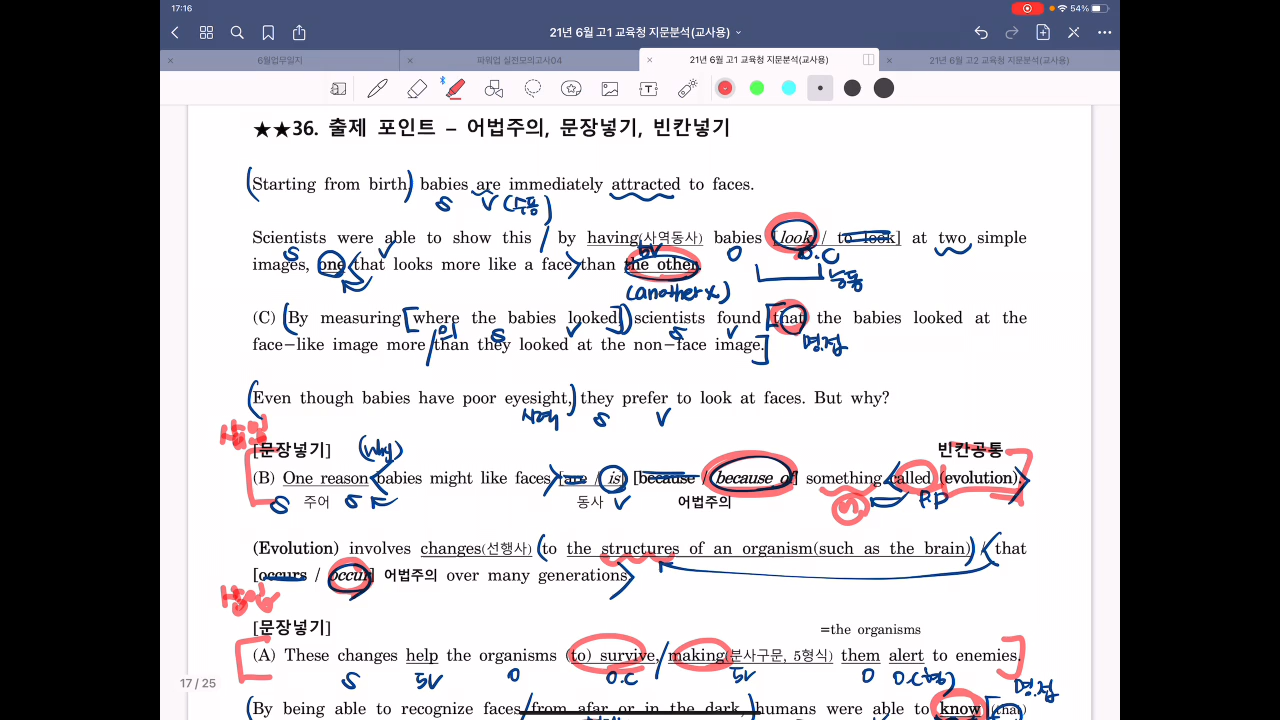 17:16
54%
21년 6월 고1 교육청 지문분석(교사용)
6월업무일지
파워업 실전모의고사04
21년 6월 고1 교육청 지문분석(교사용)
21년 6월 고2 교육청 지문분석(교사용)
★★36. 출제 포인트 – 어법주의, 문장넣기, 빈칸넣기
(Starting from birth,) babies are immediately attracted to faces.
S V (수동)
Scientists were able to show this / by having(사역동사) babies [look / to look] at two simple
S V 5V O O.C
images, one that looks more like a face than the other.
(another x) 능동
(C) (By measuring [where the babies looked,]) scientists found [that the babies looked at the
의 S V S V
face-like image more / than they looked at the non-face image.]
명.접
(Even though babies have poor eyesight,) they prefer to look at faces. But why?
시력 S V
[문장넣기] (why) 빈칸공통
(B) One reason babies might like faces [are / is] [because / because of] something called (evolution).
S 주어 S 동사 V 어법주의 P.P
(Evolution) involves changes(선행사) (to the structures of an organism(such as the brain)) / that
[occurs / occur] 어법주의 over many generations.
[문장넣기] =the organisms
(A) These changes help the organisms (to) survive, / making(분사구문, 5형식) them alert to enemies.
S 5V O O.C 5V O O.C(형)
17 / 25
명.접
(By being able to recognize faces / from afar or in the dark,) humans were able to know [(that)